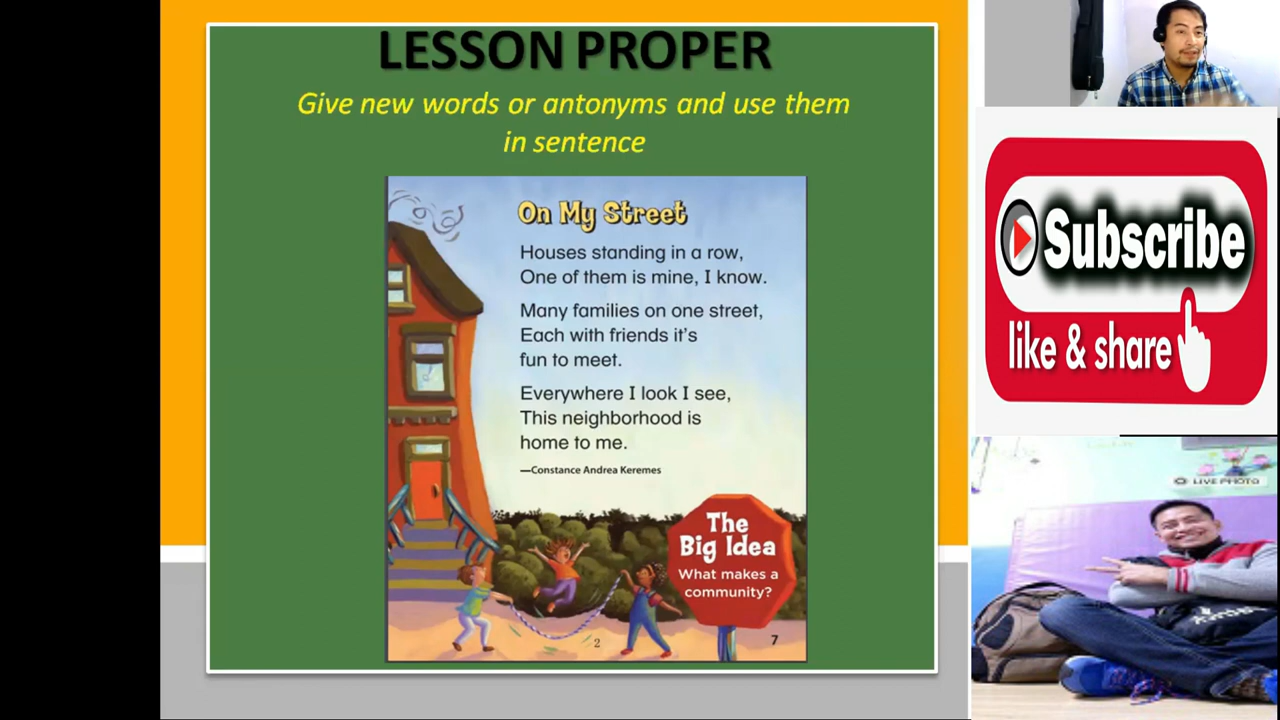 LESSON PROPER
Give new words or antonyms and use them
in sentence
On My Street
Houses standing in a row,
One of them is mine, I know.
Many families on one street,
Each with friends it's
fun to meet.
Everywhere I look I see,
This neighborhood is
home to me.
—Constance Andrea Keremes
The
Big Idea
What makes a
community?
2
7
Subscribe
like & share
LIVE PHOTO